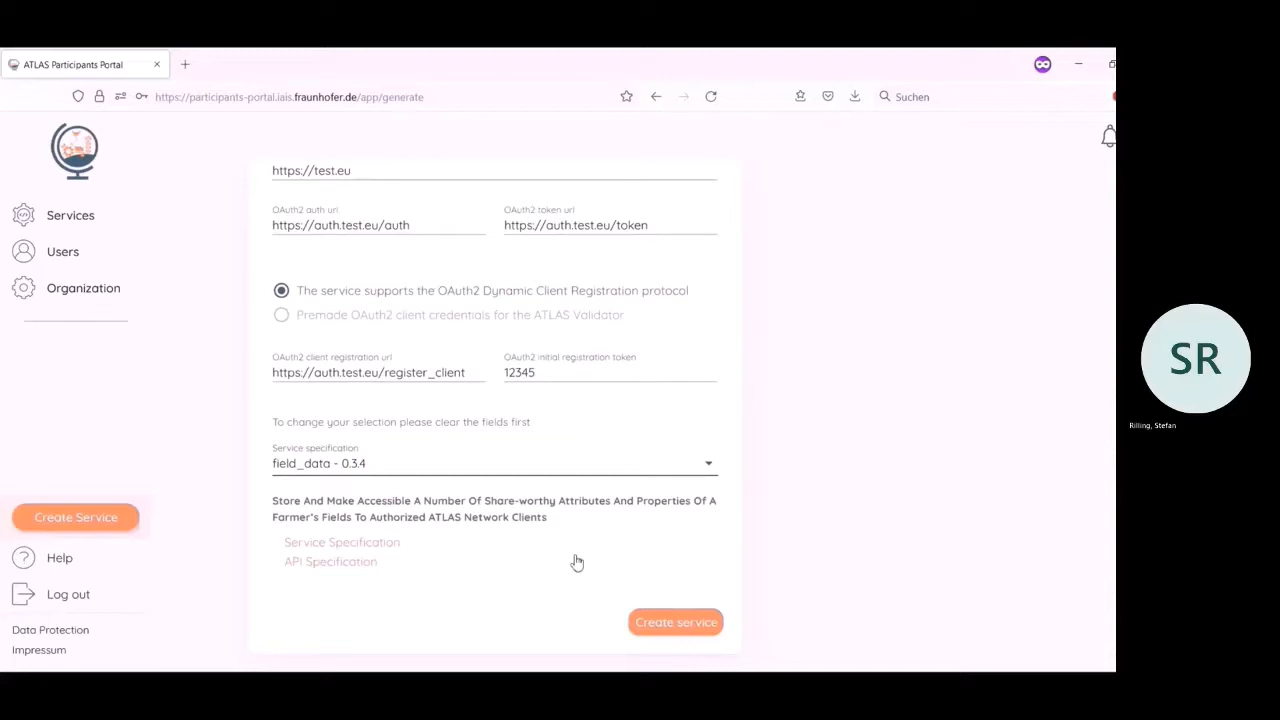 ATLAS Participants Portal
https://participants-portal.iais.fraunhofer.de/app/generate
Suchen
Services
Users
Organization
Create Service
Help
Log out
Data Protection
Impressum
https://test.eu
OAuth2 auth url
OAuth2 token url
https://auth.test.eu/auth
https://auth.test.eu/token
The service supports the OAuth2 Dynamic Client Registration protocol
Premade OAuth2 client credentials for the ATLAS Validator
OAuth2 client registration url
OAuth2 initial registration token
https://auth.test.eu/register_client
12345
To change your selection please clear the fields first
Service specification
field_data - 0.3.4
Store And Make Accessible A Number Of Share-worthy Attributes And Properties Of A
Farmer's Fields To Authorized ATLAS Network Clients
Service Specification
API Specification
Create service
SR
Rilling, Stefan